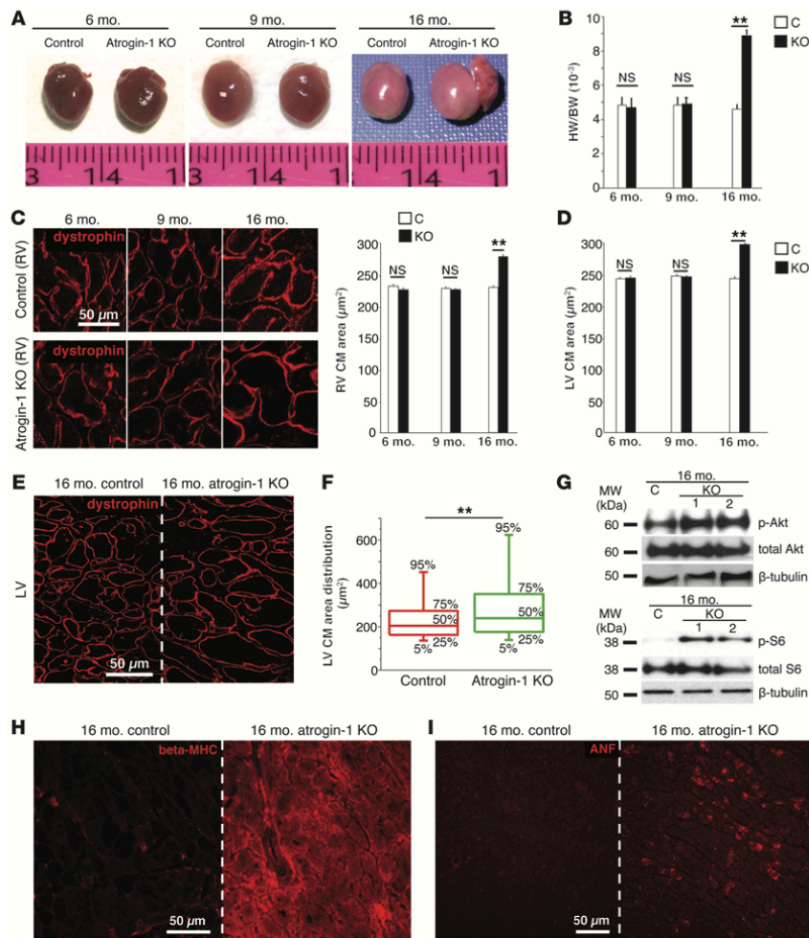 A
6 mo.
9 mo.
16 mo.
Control
Atrogin-1 KO
Control
Atrogin-1 KO
Control
Atrogin-1 KO
3
1
4
1
3
1
4
1
3
1
4
1
B
HW/BW (10-3)
10
8
6
4
2
0
NS
NS
**
C
KO
6 mo.
9 mo.
16 mo.
C
6 mo.
9 mo.
16 mo.
Control (RV)
dystrophin
50 µm
Atrogin-1 KO (RV)
dystrophin
RV CM area (µm2)
300
250
200
150
100
50
0
NS
NS
**
C
KO
6 mo.
9 mo.
16 mo.
D
LV CM area (µm2)
300
250
200
150
100
50
0
NS
NS
**
C
KO
6 mo.
9 mo.
16 mo.
E
16 mo. control
16 mo. atrogin-1 KO
dystrophin
LV
50 µm
F
LV CM area distribution
(µm2)
600
400
200
0
**
95%
75%
50%
25%
5%
95%
75%
50%
25%
5%
Control
Atrogin-1 KO
G
16 mo.
MW
(kDa)
C
KO
1
2
60
p-Akt
60
total Akt
50
β-tubulin
16 mo.
MW
(kDa)
C
KO
1
2
38
p-S6
38
total S6
50
β-tubulin
H
16 mo. control
16 mo. atrogin-1 KO
beta-MHC
50 µm
I
16 mo. control
16 mo. atrogin-1 KO
ANF
50 µm